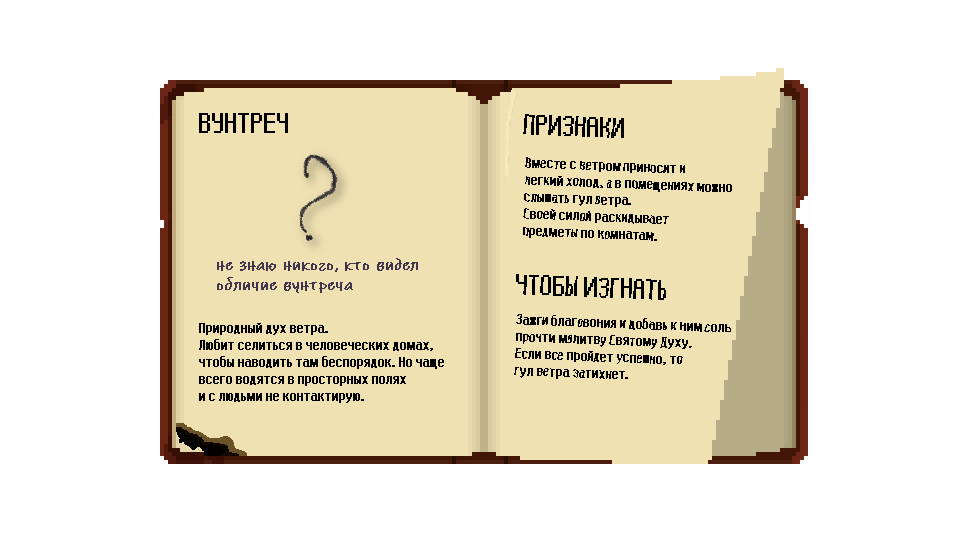 ВУНТРЕЧ
?
не знаю никого, кто видел
обличие вунтреча
Природный дух ветра.
Любит селиться в человеческих домах,
чтобы наводить там беспорядок. Но чаще
всего водятся в просторных полях
и с людьми не контактирую.
ПРИЗНАКИ
Вместе с ветром приносит и
легкий холод, а в помещениях можно
слышать гул ветра.
Своей силой раскидывает
предметы по комнатам.
ЧТОБЫ ИЗГНАТЬ
Зажги благовония и добавь к ним соль
прочти молитву Святому Духу.
Если все пройдет успешно, то
гул ветра затихнет.